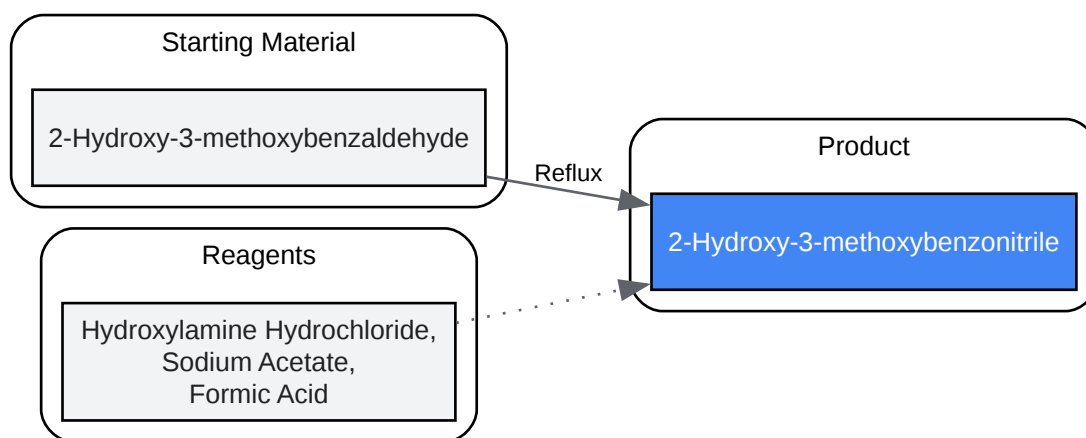 Starting Material
2-Hydroxy-3-methoxybenzaldehyde
Reflux
Product
2-Hydroxy-3-methoxybenzonitrile
Reagents
Hydroxylamine Hydrochloride,
Sodium Acetate,
Formic Acid